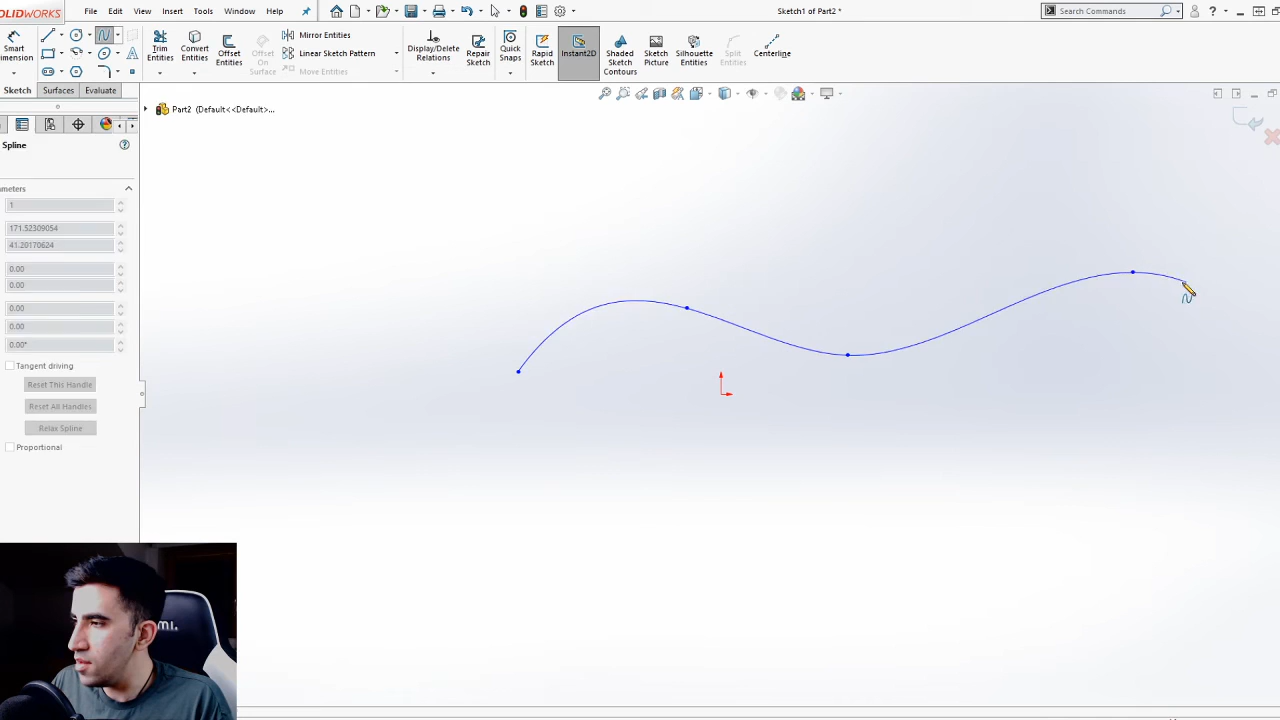 SOLIDWORKS File Edit View Insert Tools Window Help Sketch1 of Part2 * Search Commands ?
Smart Dimension
Trim Entities
Convert Entities
Offset Entities
Offset On Surface
Mirror Entities
Linear Sketch Pattern
Move Entities
Display/Delete Relations
Repair Sketch
Quick Snaps
Rapid Sketch
Instant2D
Shaded Sketch Contours
Sketch Picture
Silhouette Entities
Split Entities
Centerline
Sketch Surfaces Evaluate
Part2 (Default<<Default>...
Spline
ameters
1
171.52309054
41.20170624
0.00
0.00
0.00
0.00
0.00°
Tangent driving
Reset This Handle
Reset All Handles
Relax Spline
Proportional